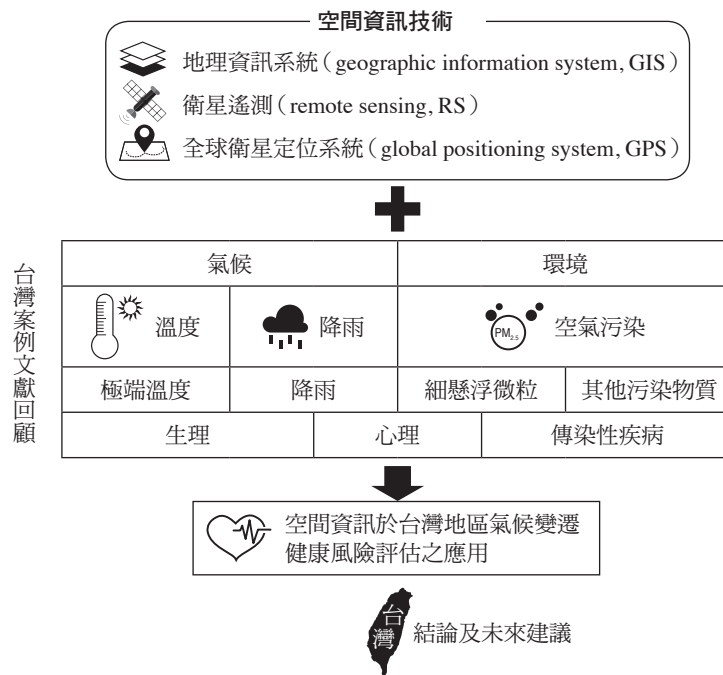 空間資訊技術
地理資訊系統（geographic information system, GIS）
衛星遙測（remote sensing, RS）
全球衛星定位系統（global positioning system, GPS）
台灣案例文獻回顧
氣候 環境
溫度 降雨 PM2.5 空氣污染
極端溫度 降雨 細懸浮微粒 其他污染物質
生理 心理 傳染性疾病
空間資訊於台灣地區氣候變遷
健康風險評估之應用
台灣 結論及未來建議